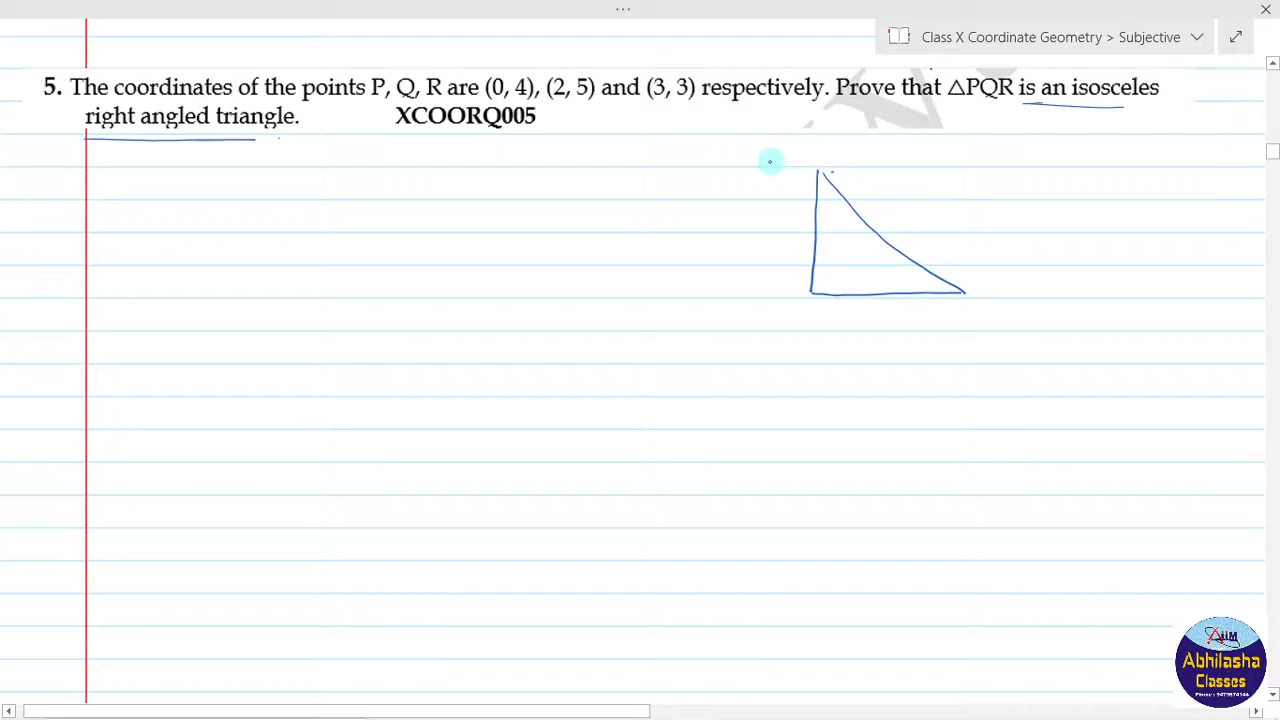 Class X Coordinate Geometry > Subjective
5. The coordinates of the points P, Q, R are (0, 4), (2, 5) and (3, 3) respectively. Prove that △PQR is an isosceles
right angled triangle. XCOORQ005
AIIM
Abhilasha
Classes